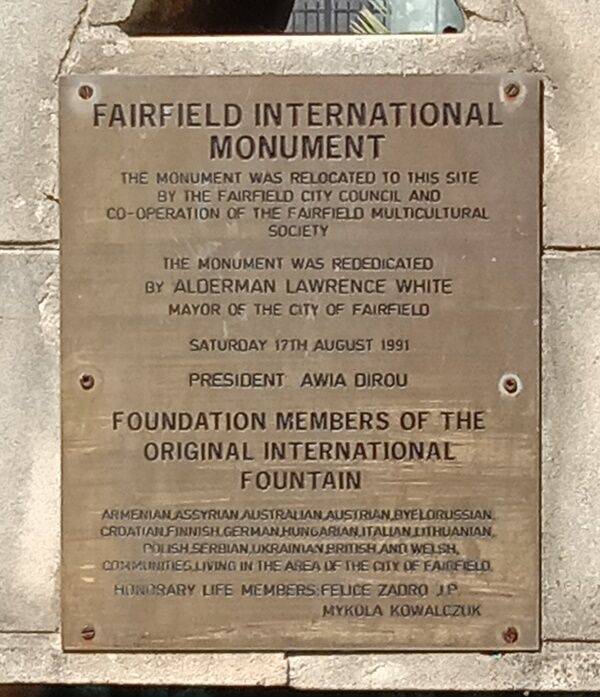 FAIRFIELD INTERNATIONAL
MONUMENT
THE MONUMENT WAS RELOCATED TO THIS SITE
BY THE FAIRFIELD CITY COUNCIL AND
CO-OPERATION OF THE FAIRFIELD MULTICULTURAL
SOCIETY
THE MONUMENT WAS REDEDICATED
BY ALDERMAN LAWRENCE WHITE
MAYOR OF THE CITY OF FAIRFIELD
SATURDAY 17TH AUGUST 1991
PRESIDENT AWIA DIROU
FOUNDATION MEMBERS OF THE
ORIGINAL INTERNATIONAL
FOUNTAIN
ARMENIAN,ASSYRIAN,AUSTRALIAN,AUSTRIAN,BYELORUSSIAN,
CROATIAN,FINNISH,GERMAN,HUNGARIAN,ITALIAN,LITHUANIAN,
POLISH,SERBIAN,UKRAINIAN,BRITISH,AND WELSH,
COMMUNITIES,LIVING IN THE AREA OF THE CITY OF FAIRFIELD.
HONORARY LIFE MEMBERS:FELICE ZADRO J.P.
MYKOLA KOWALCZUK